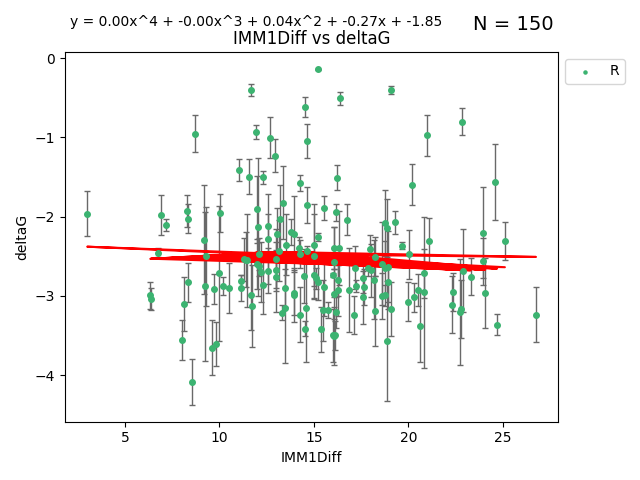 y = 0.00x^4 + -0.00x^3 + 0.04x^2 + -0.27x + -1.85
N = 150
IMM1Diff vs deltaG
R
0
−1
−2
−3
−4
deltaG
5 10 15 20 25
IMM1Diff